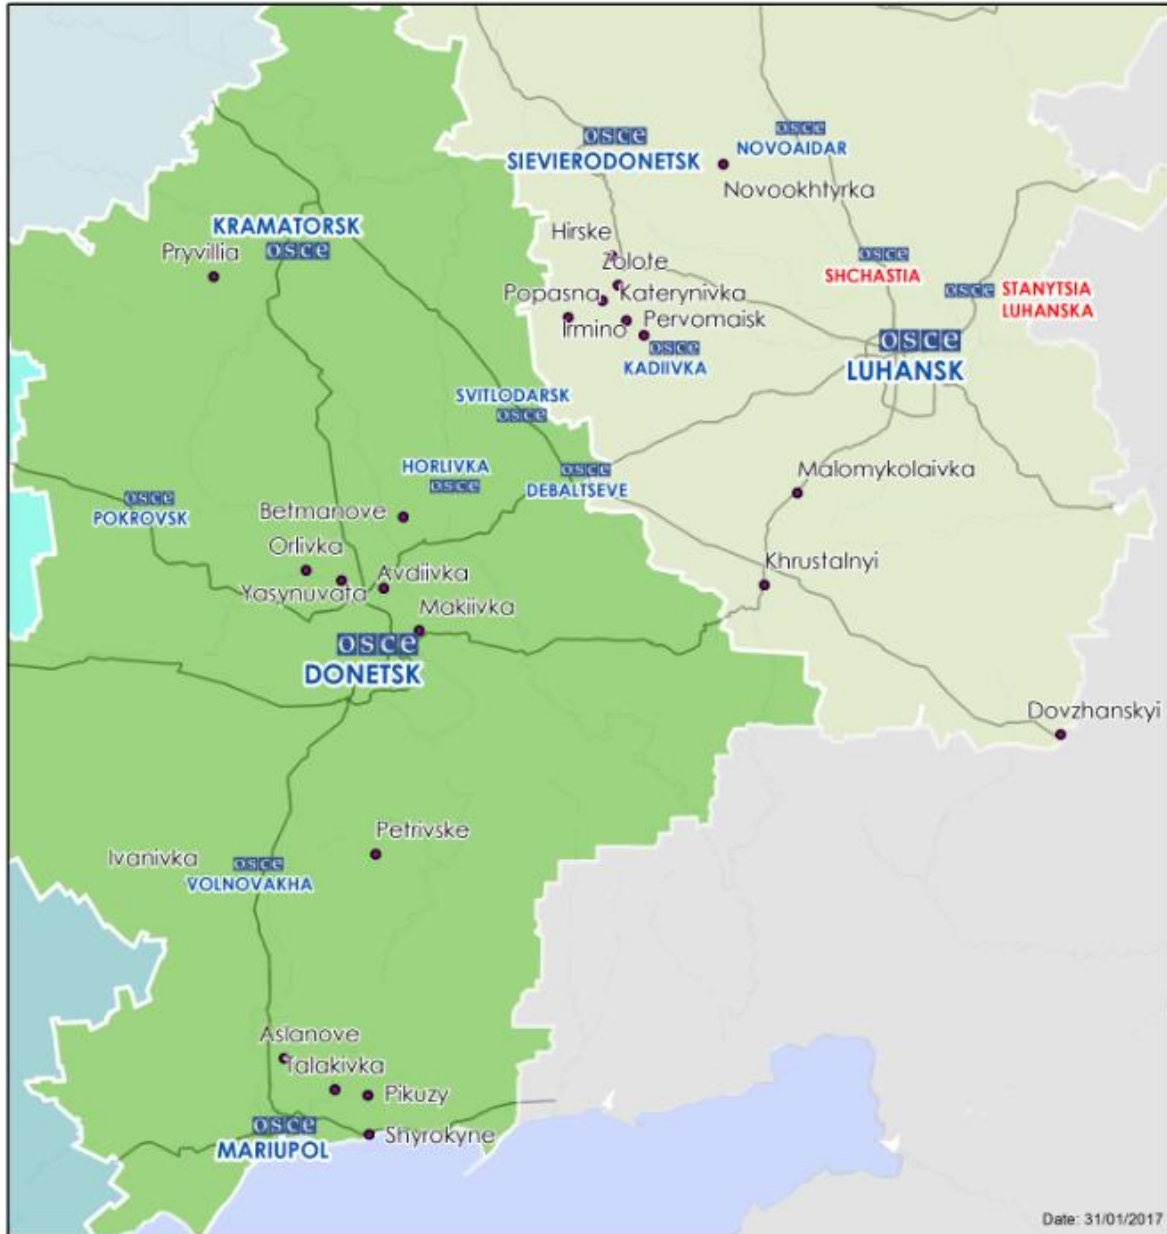 osce
SIEVIERODONETSK
osce
NOVOAIDAR
Novookhtyrka
KRAMATORSK
osce
Pryvillia
Hirske
Zolote
osce
SHCHASTIA
osce
STANYTSIA
LUHANSKA
Popasna
Katerynivka
Irmino
Pervomaisk
osce
KADIIVKA
osce
LUHANSK
SVITLODARSK
osce
HORLIVKA
osce
osce
DEBALTSEVE
Malomykolaivka
osce
POKROVSK
Betmanove
Orlivka
Yasynuvata
Avdiivka
Khrustalnyi
Makiivka
osce
DONETSK
Dovzhanskyi
Petrivske
Ivanivka
osce
VOLNOVAKHA
Aslanove
Talakivka
Pikuzy
osce
MARIUPOL
Shyrokyne
Date: 31/01/2017